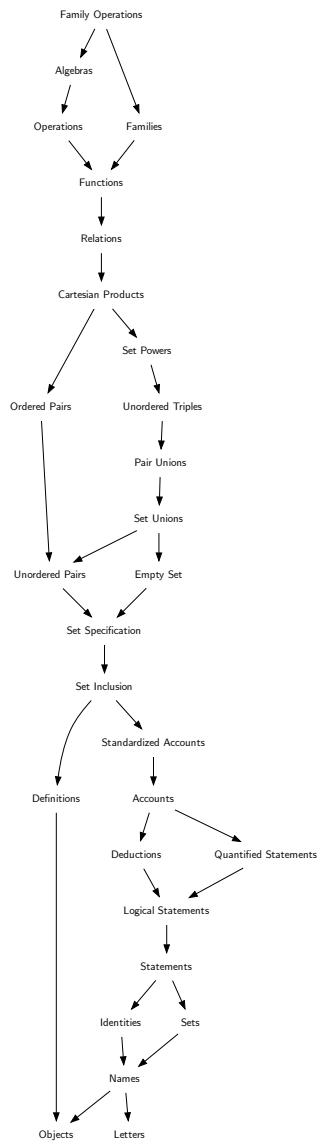 Family Operations
Algebras
Operations
Families
Functions
Relations
Cartesian Products
Set Powers
Ordered Pairs
Unordered Triples
Pair Unions
Set Unions
Unordered Pairs
Empty Set
Set Specification
Set Inclusion
Standardized Accounts
Definitions
Accounts
Deductions
Quantified Statements
Logical Statements
Statements
Identities
Sets
Names
Objects
Letters